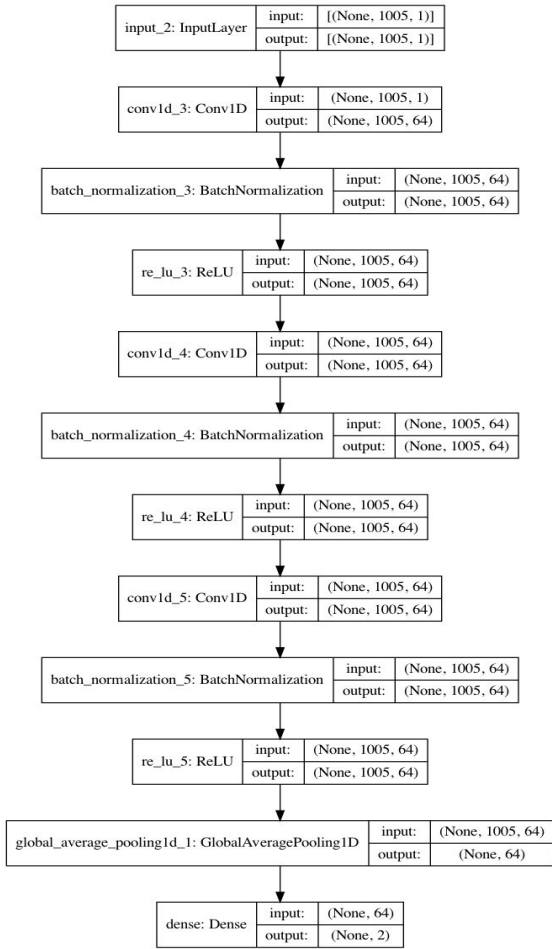 input_2: InputLayer
input: [(None, 1005, 1)]
output: [(None, 1005, 1)]
conv1d_3: Conv1D
input: (None, 1005, 1)
output: (None, 1005, 64)
batch_normalization_3: BatchNormalization
input: (None, 1005, 64)
output: (None, 1005, 64)
re_lu_3: ReLU
input: (None, 1005, 64)
output: (None, 1005, 64)
conv1d_4: Conv1D
input: (None, 1005, 64)
output: (None, 1005, 64)
batch_normalization_4: BatchNormalization
input: (None, 1005, 64)
output: (None, 1005, 64)
re_lu_4: ReLU
input: (None, 1005, 64)
output: (None, 1005, 64)
conv1d_5: Conv1D
input: (None, 1005, 64)
output: (None, 1005, 64)
batch_normalization_5: BatchNormalization
input: (None, 1005, 64)
output: (None, 1005, 64)
re_lu_5: ReLU
input: (None, 1005, 64)
output: (None, 1005, 64)
global_average_pooling1d_1: GlobalAveragePooling1D
input: (None, 1005, 64)
output: (None, 64)
dense: Dense
input: (None, 64)
output: (None, 2)